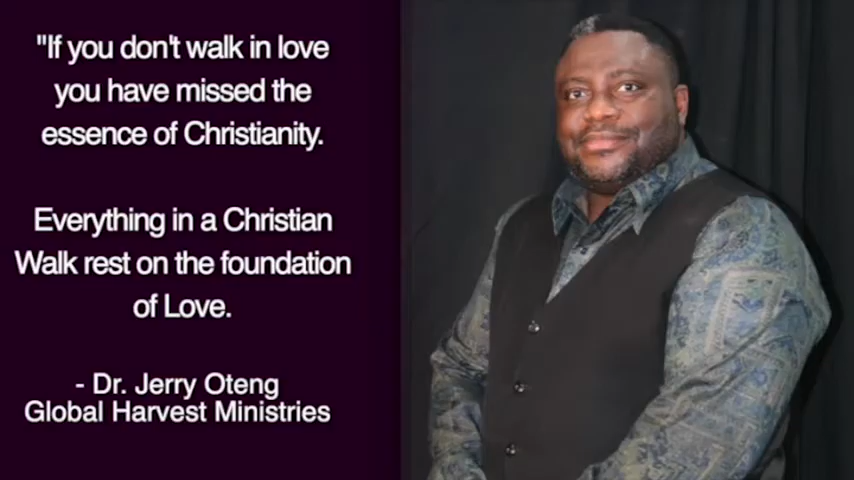 "If you don't walk in love
you have missed the
essence of Christianity.
Everything in a Christian
Walk rest on the foundation
of Love.
- Dr. Jerry Oteng
Global Harvest Ministries